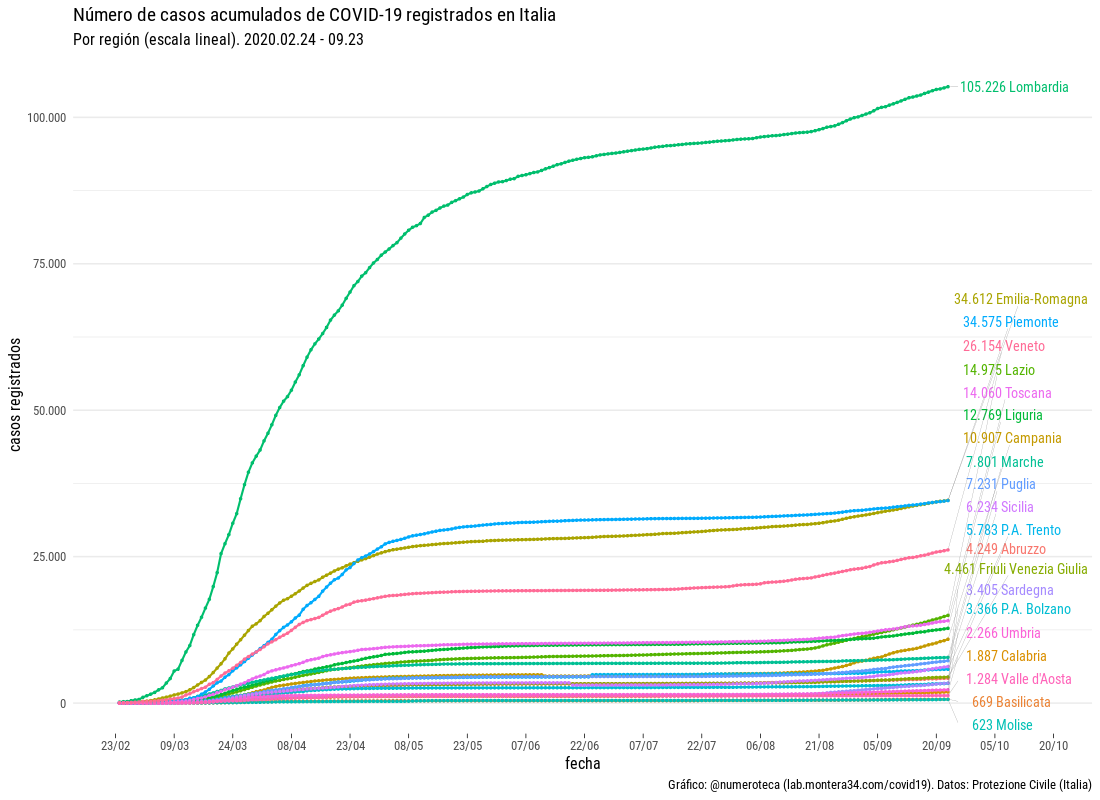 Número de casos acumulados de COVID-19 registrados en Italia
Por región (escala lineal). 2020.02.24 - 09.23
casos registrados
100.000
75.000
50.000
25.000
0
105.226 Lombardia
34.612 Emilia-Romagna
34.575 Piemonte
26.154 Veneto
14.975 Lazio
14.060 Toscana
12.769 Liguria
10.907 Campania
7.801 Marche
7.231 Puglia
6.234 Sicilia
5.783 P.A. Trento
4.249 Abruzzo
4.461 Friuli Venezia Giulia
3.405 Sardegna
3.366 P.A. Bolzano
2.266 Umbria
1.887 Calabria
1.284 Valle d'Aosta
669 Basilicata
623 Molise
23/02 09/03 24/03 08/04 23/04 08/05 23/05 07/06 22/06 07/07 22/07 06/08 21/08 05/09 20/09 05/10 20/10
fecha
Gráfico: @numeroteca (lab.montera34.com/covid19). Datos: Protezione Civile (Italia)